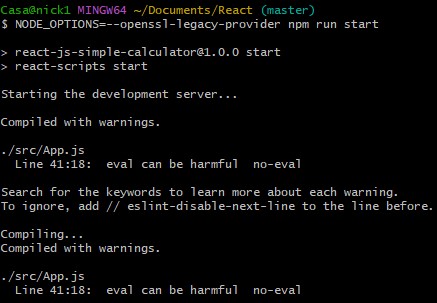 Casa@nick1 MINGW64 ~/Documents/React (master)
$ NODE_OPTIONS=--openssl-legacy-provider npm run start
> react-js-simple-calculator@1.0.0 start
> react-scripts start
Starting the development server...
Compiled with warnings.
./src/App.js
  Line 41:18:  eval can be harmful  no-eval
Search for the keywords to learn more about each warning.
To ignore, add // eslint-disable-next-line to the line before.
Compiling...
Compiled with warnings.
./src/App.js
  Line 41:18:  eval can be harmful  no-eval